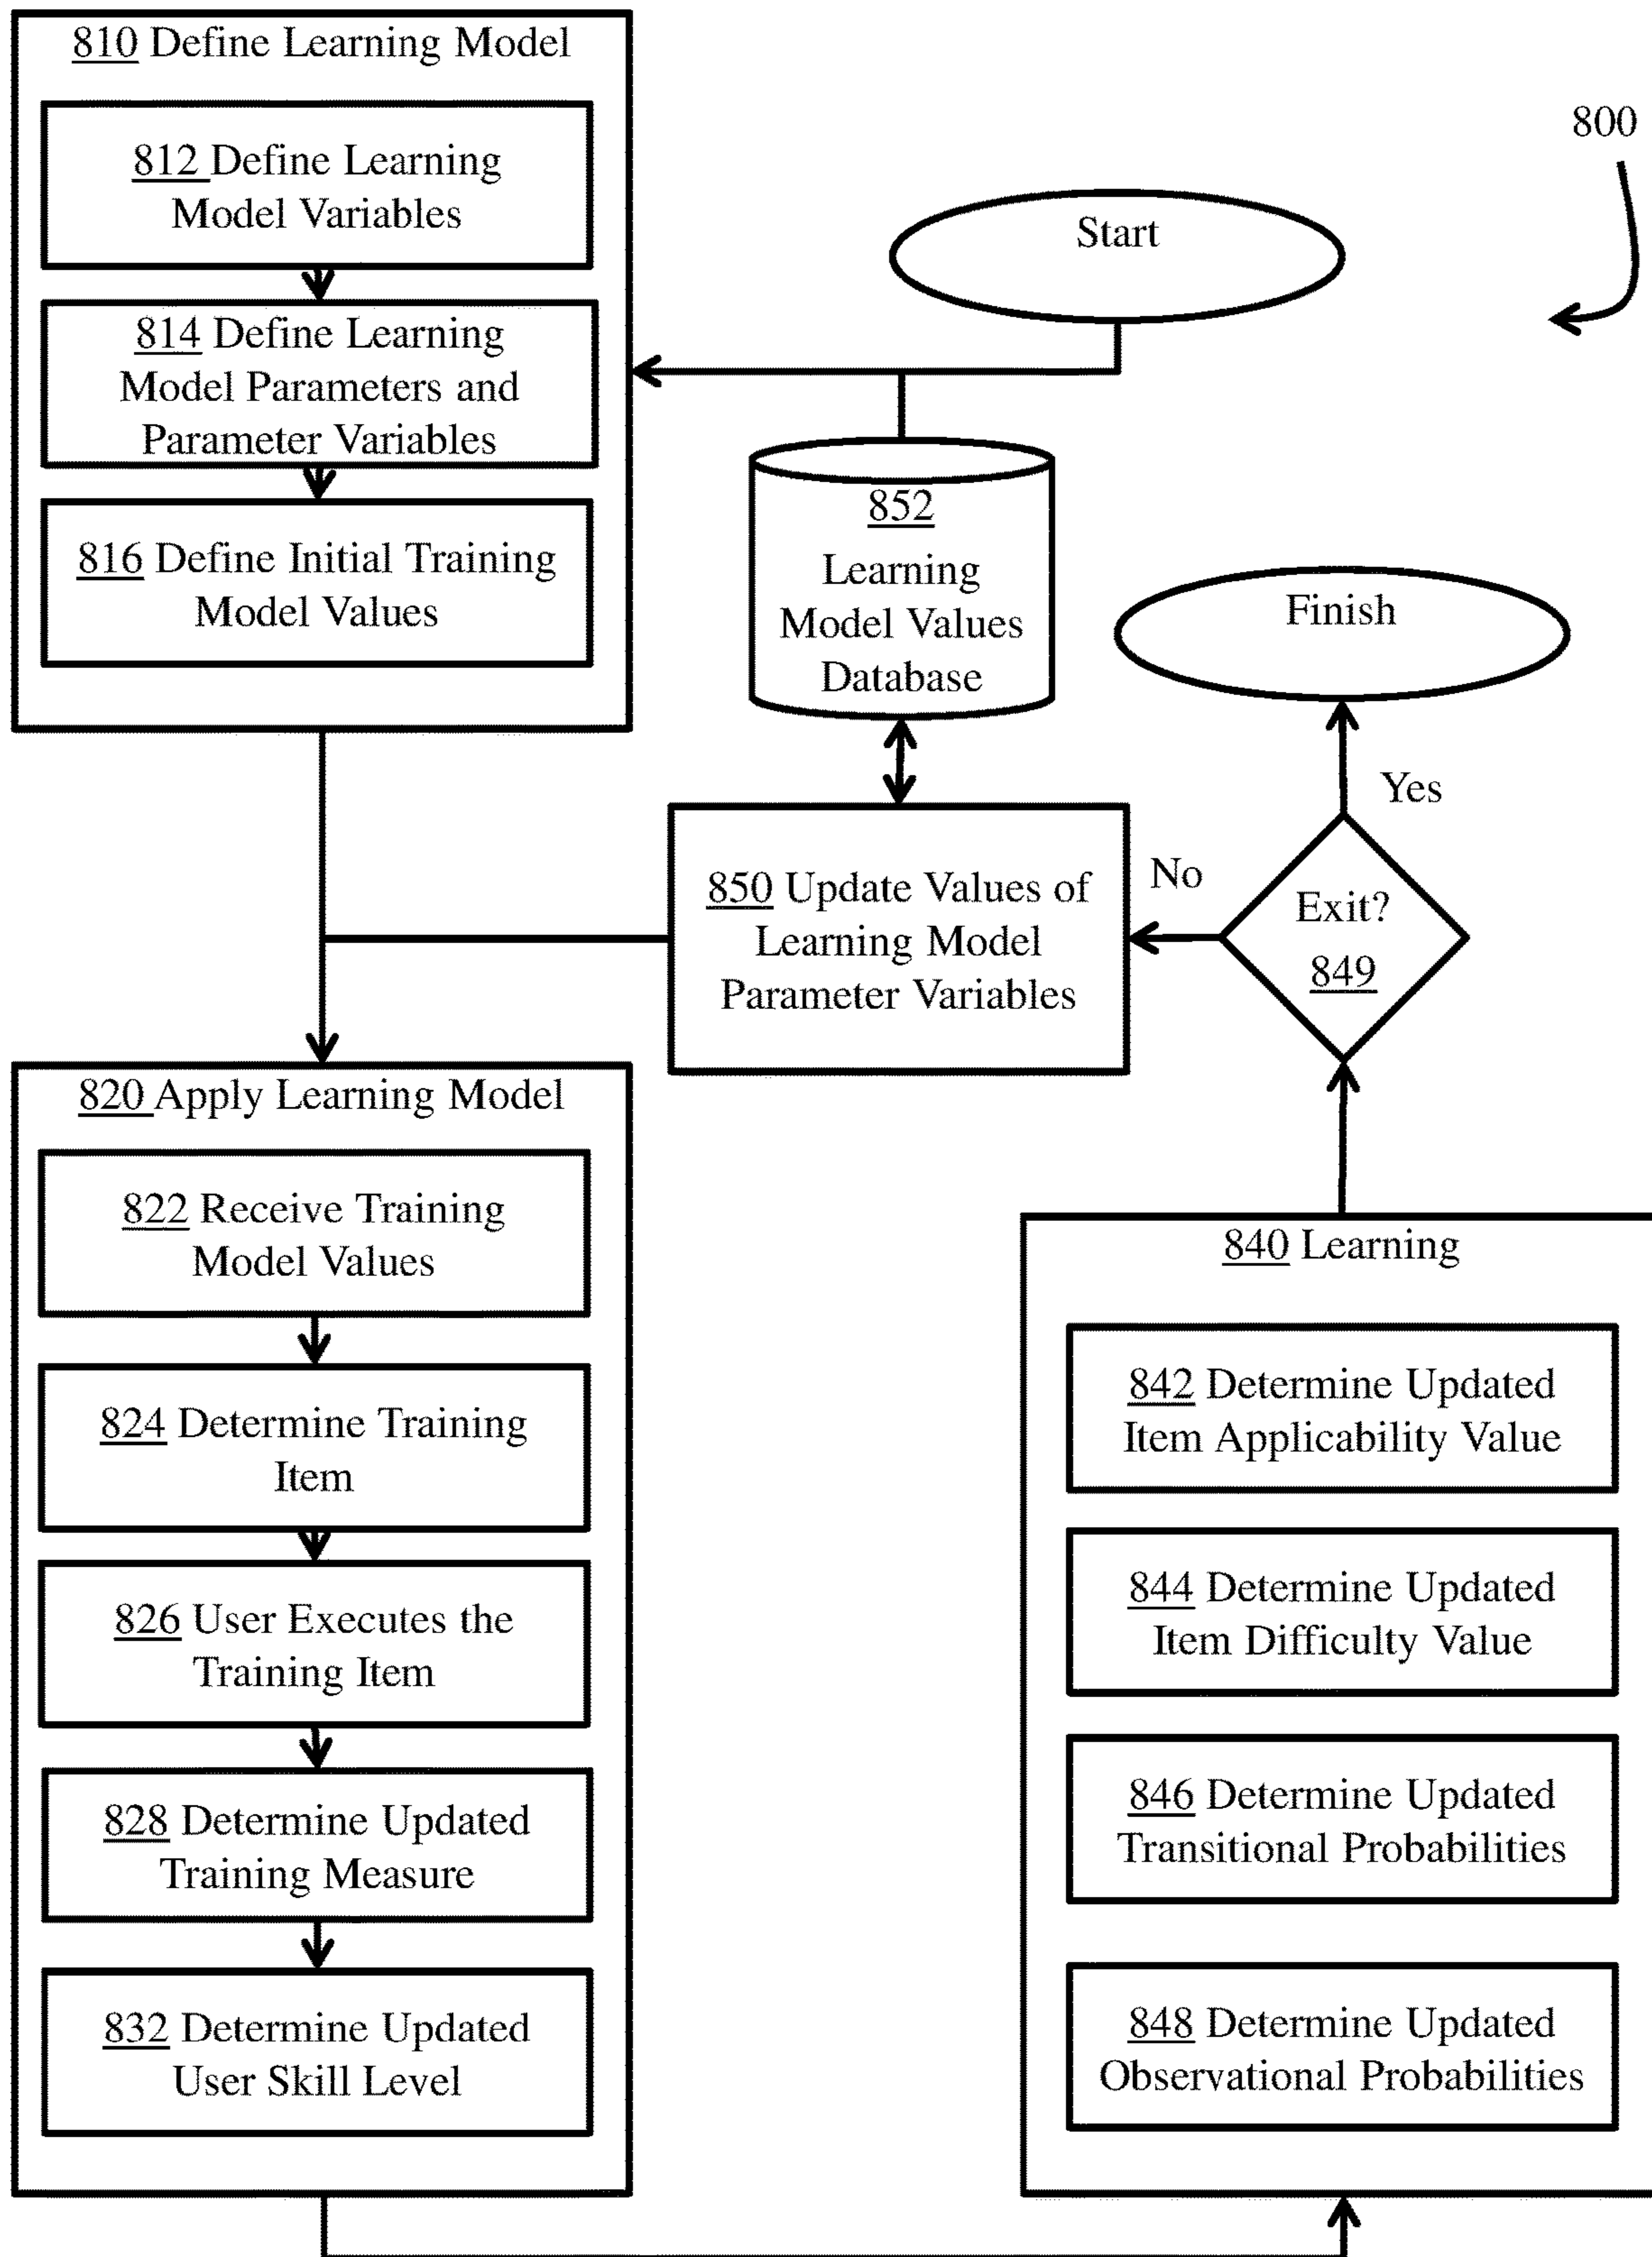 810 Define Learning Model
812 Define Learning
Model Variables
814 Define Learning
Model Parameters and
Parameter Variables
816 Define Initial Training
Model Values
800
Start
852
Learning
Model Values
Database
Finish
Yes
No
Exit?
849
850 Update Values of
Learning Model
Parameter Variables
820 Apply Learning Model
822 Receive Training
Model Values
824 Determine Training
Item
826 User Executes the
Training Item
828 Determine Updated
Training Measure
832 Determine Updated
User Skill Level
840 Learning
842 Determine Updated
Item Applicability Value
844 Determine Updated
Item Difficulty Value
846 Determine Updated
Transitional Probabilities
848 Determine Updated
Observational Probabilities